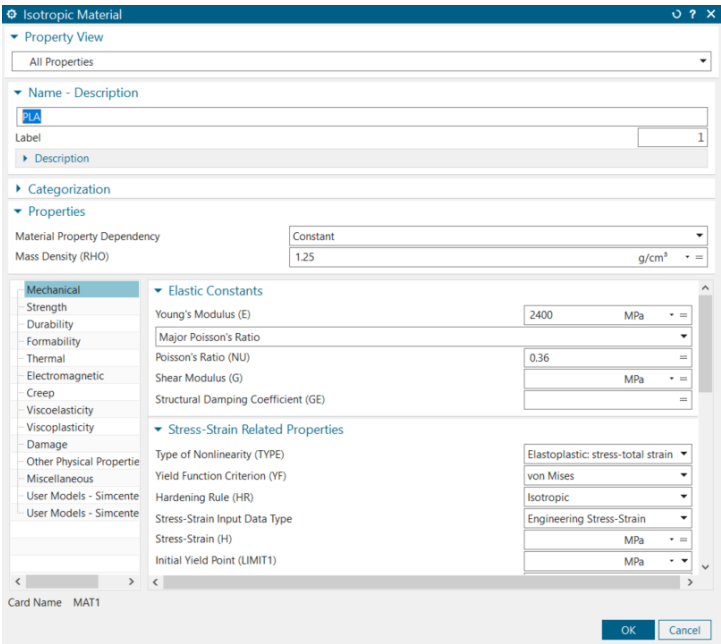 Isotropic Material
Property View
All Properties
Name - Description
PLA
Label 1
Description
Categorization
Properties
Material Property Dependency Constant
Mass Density (RHO) 1.25 g/cm³ =
Mechanical
Strength
Durability
Formability
Thermal
Electromagnetic
Creep
Viscoelasticity
Viscoplasticity
Damage
Other Physical Propertie
Miscellaneous
User Models - Simcente
User Models - Simcente
Elastic Constants
Young's Modulus (E) 2400 MPa =
Major Poisson's Ratio
Poisson's Ratio (NU) 0.36 =
Shear Modulus (G) MPa =
Structural Damping Coefficient (GE) =
Stress-Strain Related Properties
Type of Nonlinearity (TYPE) Elastoplastic: stress-total strain
Yield Function Criterion (YF) von Mises
Hardening Rule (HR) Isotropic
Stress-Strain Input Data Type Engineering Stress-Strain
Stress-Strain (H) MPa =
Initial Yield Point (LIMIT1) MPa
Card Name MAT1
OK Cancel